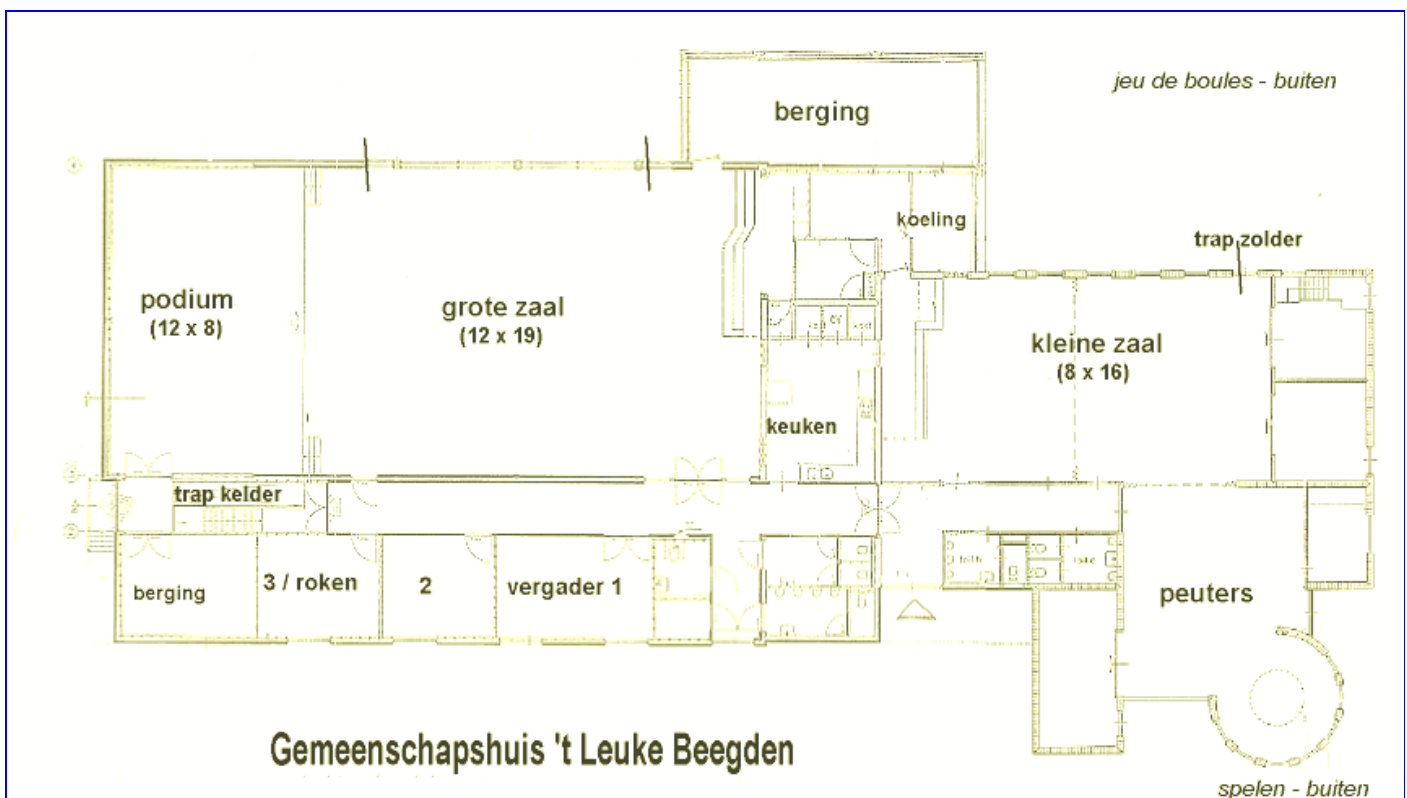 jeu de boules - buiten
berging
koeling
trap zolder
podium
(12 x 8)
grote zaal
(12 x 19)
kleine zaal
(8 x 16)
keuken
trap kelder
berging
3 / roken
2
vergader 1
peuters
Gemeenschapshuis 't Leuke Beegden
spelen - buiten